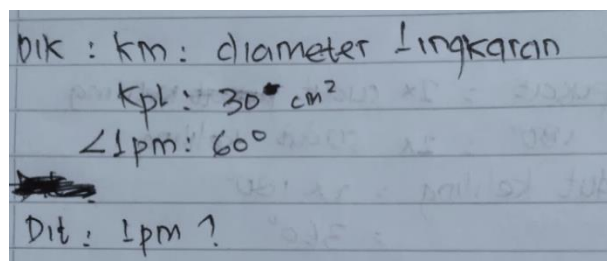 Dik : km : diameter lingkaran
Kpl : 30 cm²
∠lpm : 60°
Dit : lpm ?